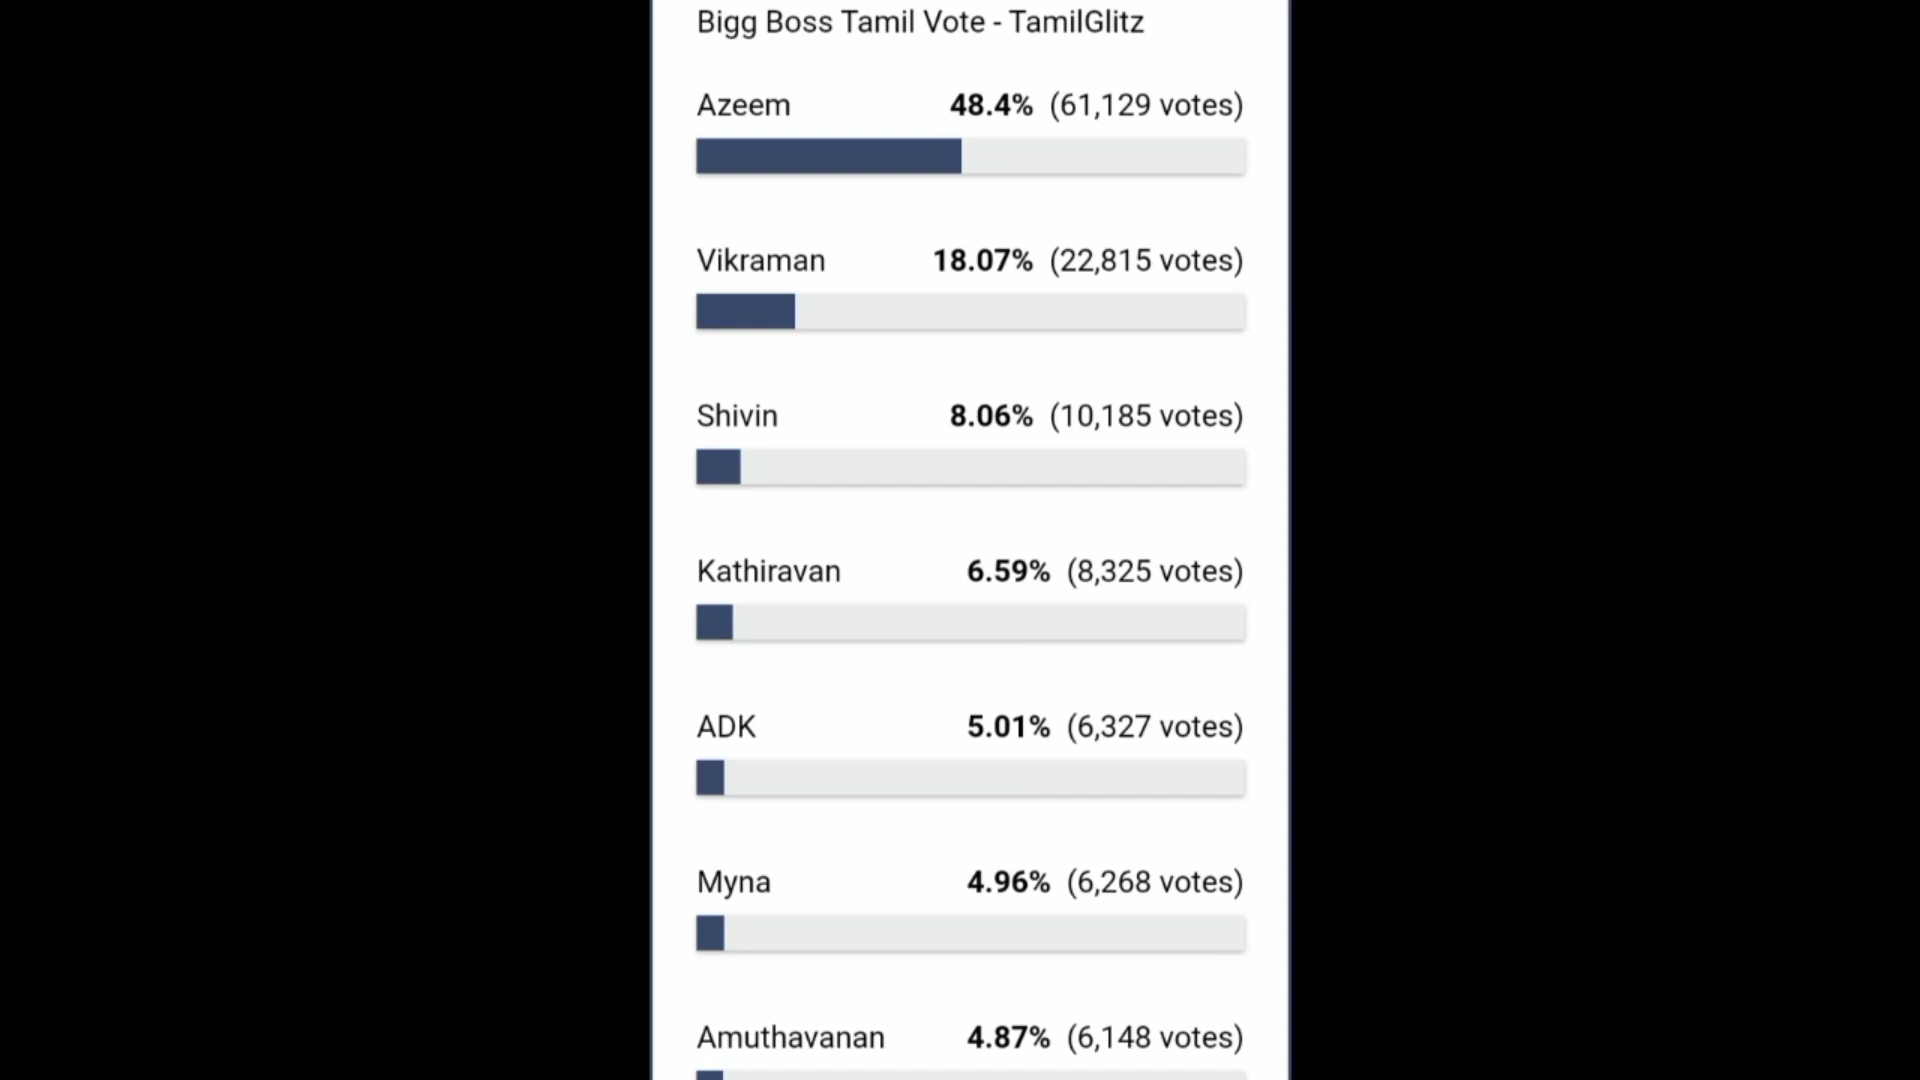 Bigg Boss Tamil Vote - TamilGlitz
Azeem 48.4% (61,129 votes)
Vikraman 18.07% (22,815 votes)
Shivin 8.06% (10,185 votes)
Kathiravan 6.59% (8,325 votes)
ADK 5.01% (6,327 votes)
Myna 4.96% (6,268 votes)
Amuthavanan 4.87% (6,148 votes)